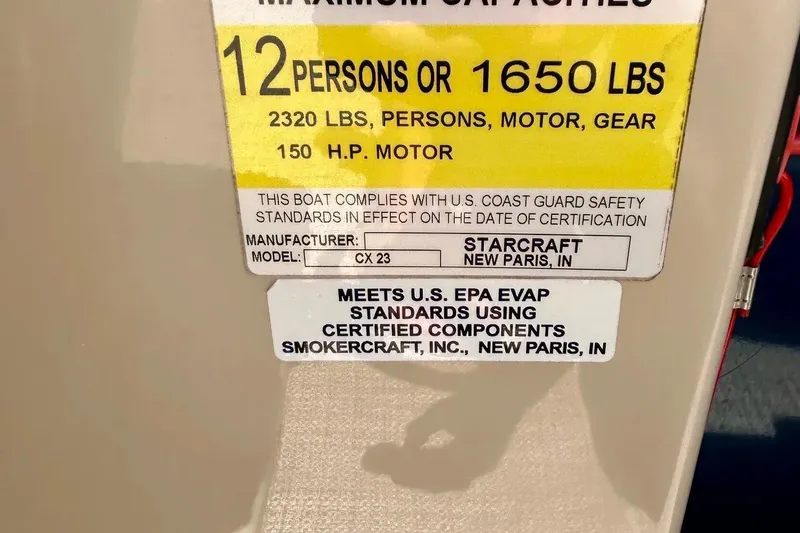 MAXIMUM CAPACITIES
12 PERSONS OR 1650 LBS
2320 LBS, PERSONS, MOTOR, GEAR
150 H.P. MOTOR
THIS BOAT COMPLIES WITH U.S. COAST GUARD SAFETY
STANDARDS IN EFFECT ON THE DATE OF CERTIFICATION
MANUFACTURER: STARCRAFT
MODEL: CX 23 NEW PARIS, IN
MEETS U.S. EPA EVAP
STANDARDS USING
CERTIFIED COMPONENTS
SMOKERCRAFT, INC., NEW PARIS, IN